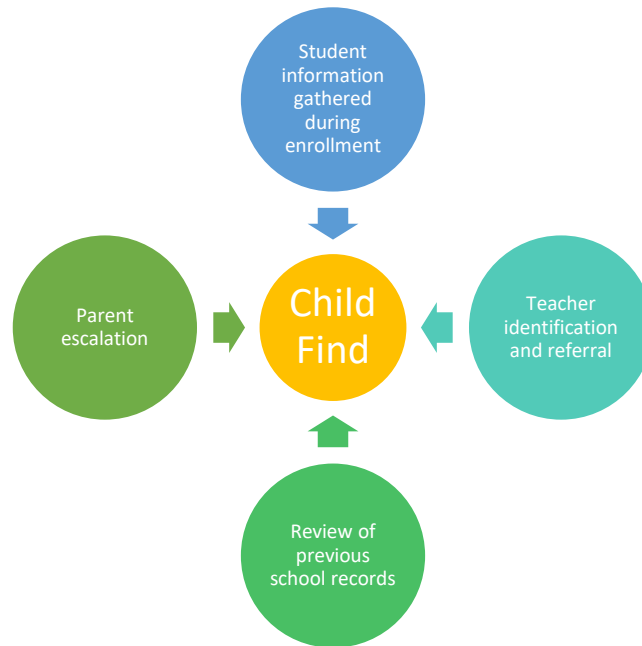 Student
information
gathered
during
enrollment
Parent
escalation
Child
Find
Teacher
identification
and referral
Review of
previous
school records